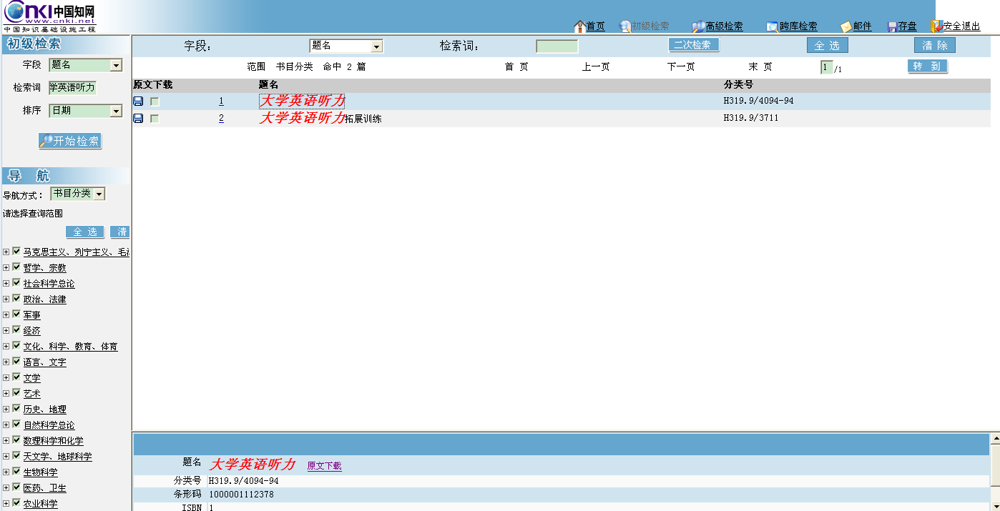 CNKI中国知网
www.cnki.net
中国知识基础设施工程
首页 初级检索 高级检索 跨库检索 邮件 存盘 安全退出
初级检索
字段 题名
检索词 学英语听力
排序 日期
开始检索
导 航
导航方式： 书目分类
请选择查询范围
全 选 清
马克思主义、列宁主义、毛
哲学、宗教
社会科学总论
政治、法律
军事
经济
文化、科学、教育、体育
语言、文字
文学
艺术
历史、地理
自然科学总论
数理科学和化学
天文学、地球科学
生物科学
医药、卫生
农业科学
字段： 题名 检索词： 二次检索 全 选 清 除
范围 书目分类 命中 2 篇 首 页 上一页 下一页 末 页 1 /1 转 到
原文下载 题名 分类号
1 大学英语听力 H319.9/4094-94
2 大学英语听力拓展训练 H319.9/3711
题名 大学英语听力 原文下载
分类号 H319.9/4094-94
条形码 1000001112378
ISBN 1